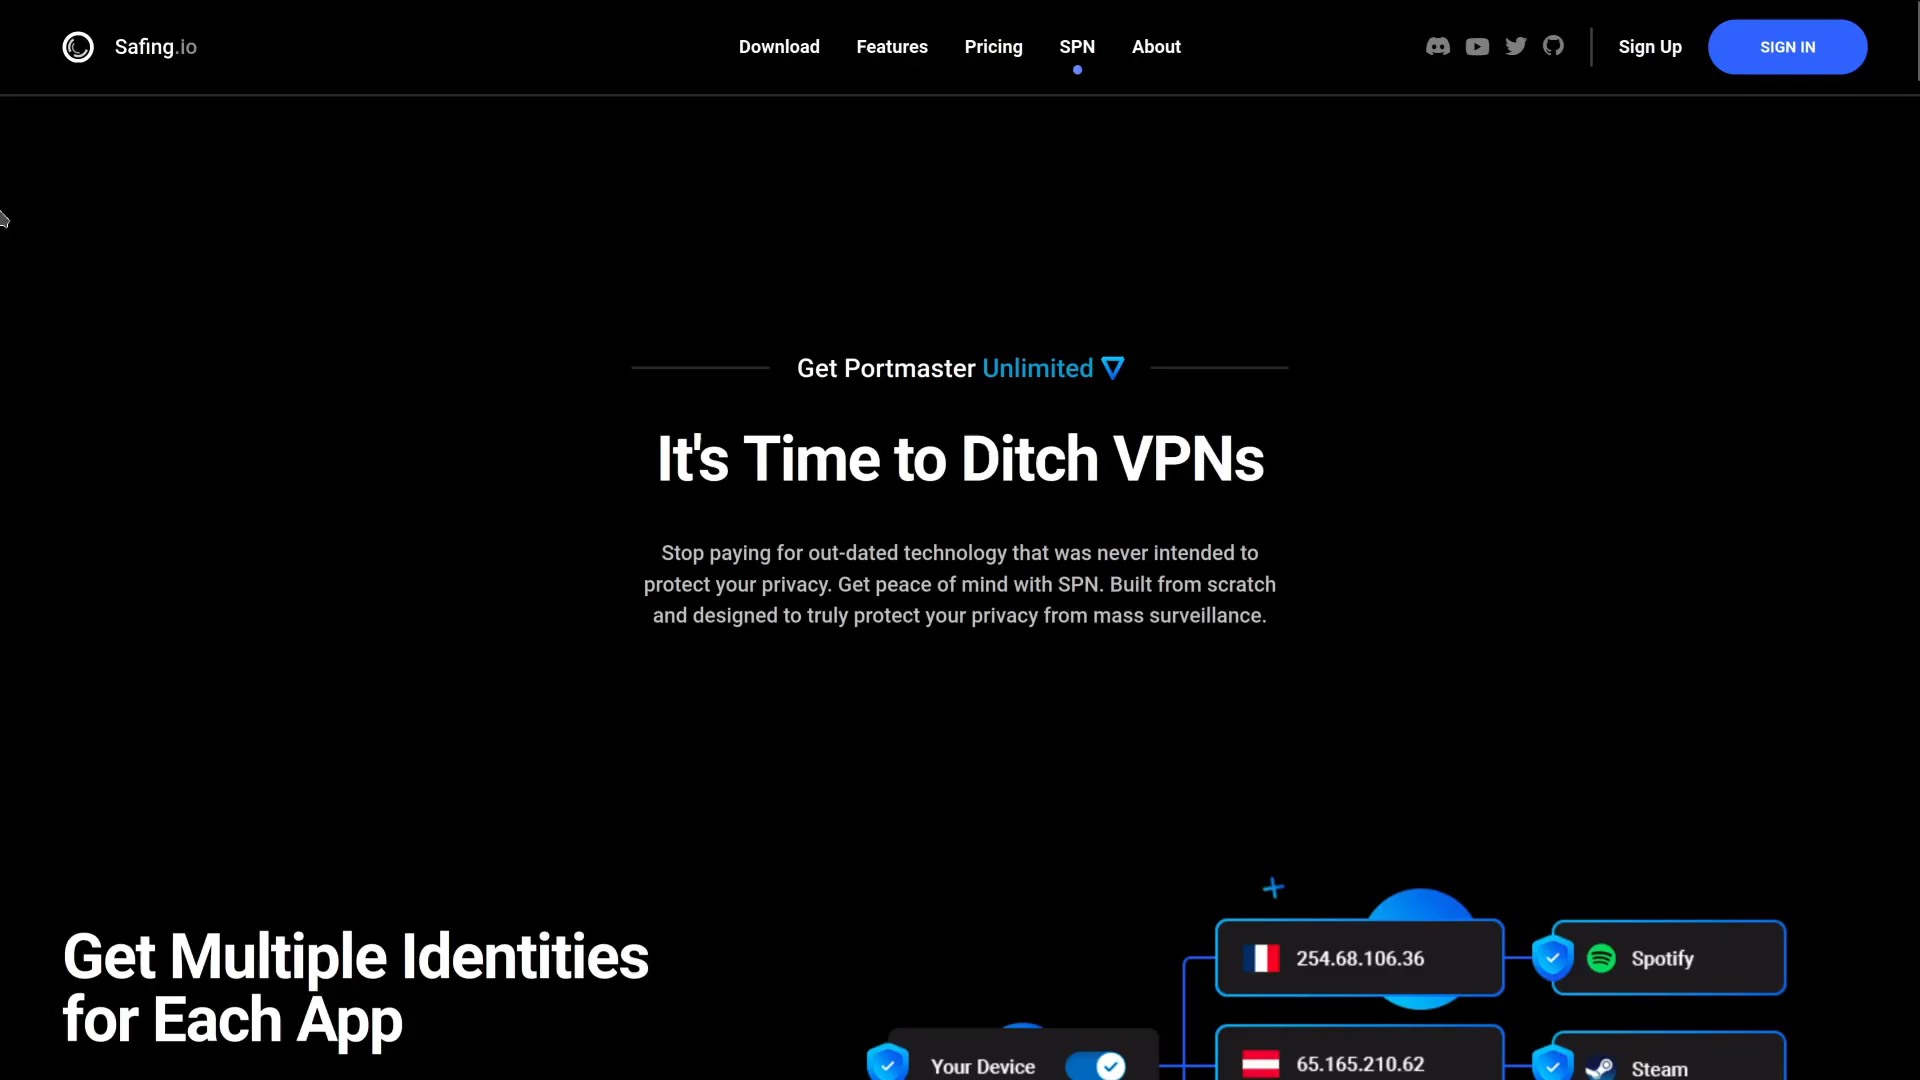 Safing.io
Download
Features
Pricing
SPN
About
Sign Up
SIGN IN
Get Portmaster Unlimited
It's Time to Ditch VPNs
Stop paying for out-dated technology that was never intended to
protect your privacy. Get peace of mind with SPN. Built from scratch
and designed to truly protect your privacy from mass surveillance.
Get Multiple Identities
for Each App
254.68.106.36
Spotify
Your Device
65.165.210.62
Steam